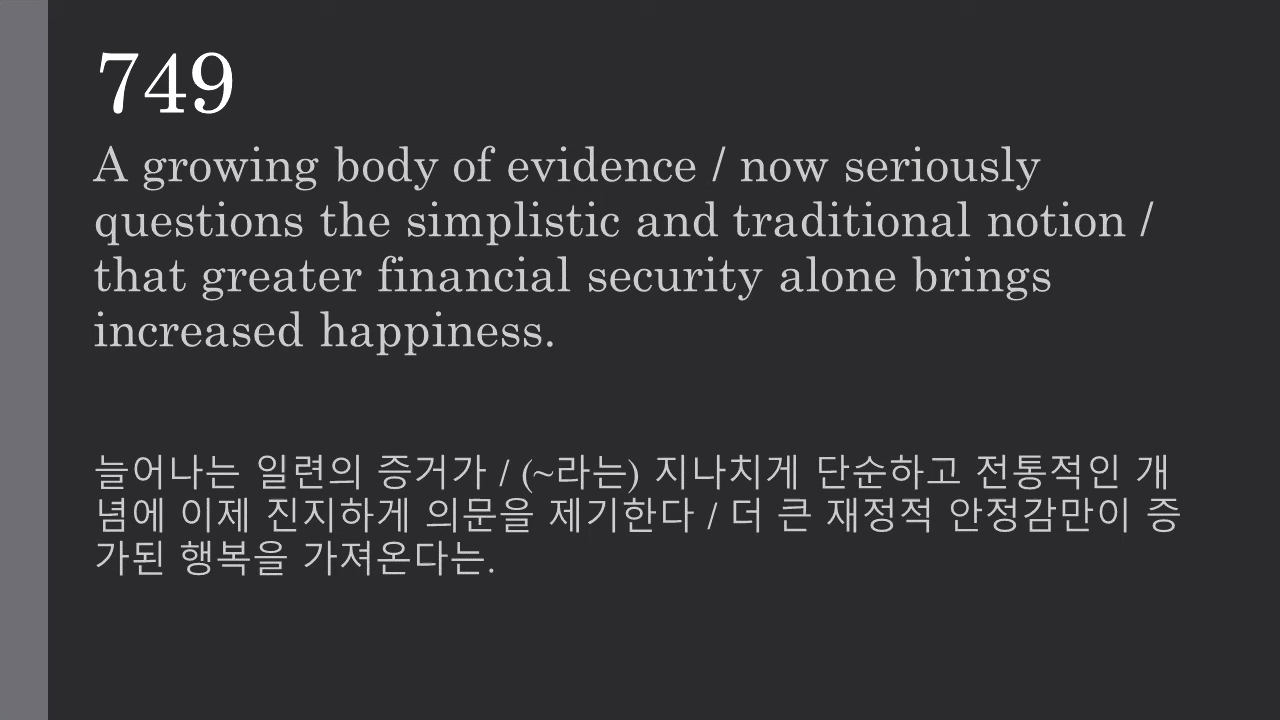 749
A growing body of evidence / now seriously
questions the simplistic and traditional notion /
that greater financial security alone brings
increased happiness.
늘어나는 일련의 증거가 / (~라는) 지나치게 단순하고 전통적인 개
념에 이제 진지하게 의문을 제기한다 / 더 큰 재정적 안정감만이 증
가된 행복을 가져온다는.